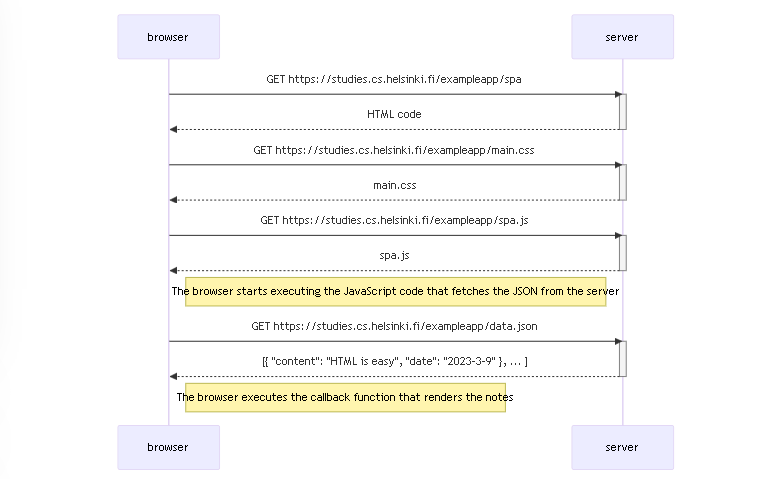 browser server
GET https://studies.cs.helsinki.fi/exampleapp/spa
HTML code
GET https://studies.cs.helsinki.fi/exampleapp/main.css
main.css
GET https://studies.cs.helsinki.fi/exampleapp/spa.js
spa.js
The browser starts executing the JavaScript code that fetches the JSON from the server
GET https://studies.cs.helsinki.fi/exampleapp/data.json
[{ "content": "HTML is easy", "date": "2023-3-9" }, ... ]
The browser executes the callback function that renders the notes
browser server